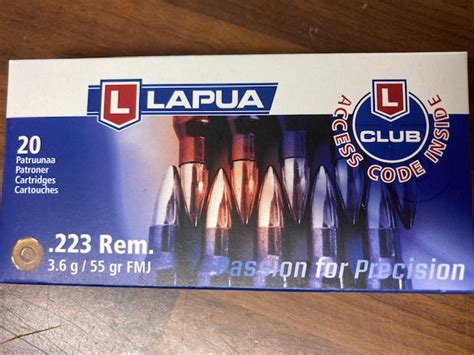 L LAPUA
L
CLUB
ACCESS CODE INSIDE
20
Patruunaa
Patroner
Cartridges
Cartouches
.223 Rem.
3.6 g / 55 gr FMJ
Passion for Precision